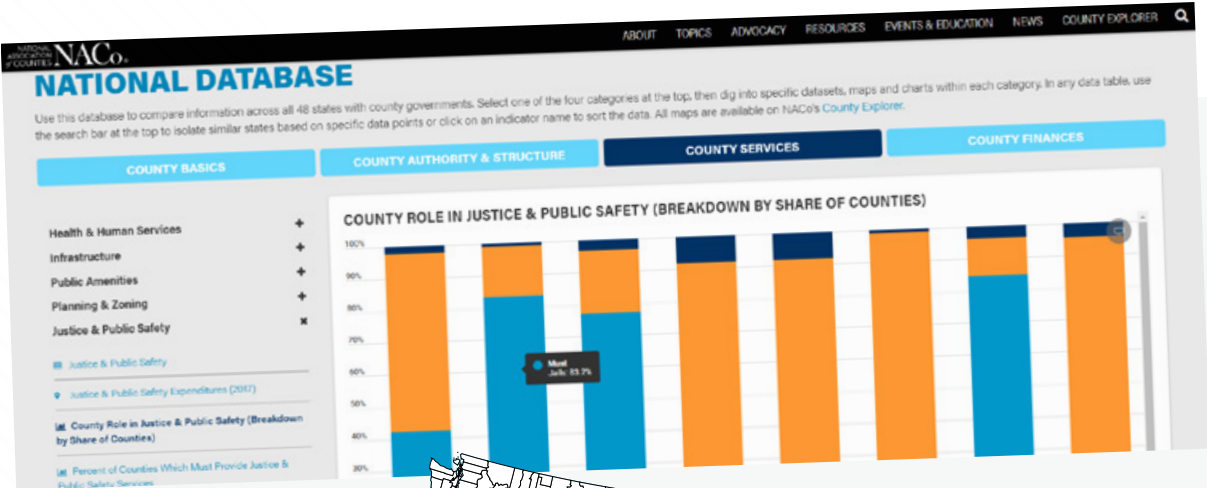 NATIONAL ASSOCIATION of COUNTIES NACo.
ABOUT TOPICS ADVOCACY RESOURCES EVENTS & EDUCATION NEWS COUNTY EXPLORER
NATIONAL DATABASE
Use this database to compare information across all 48 states with county governments. Select one of the four categories at the top, then dig into specific datasets, maps and charts within each category. In any data table, use
the search bar at the top to isolate similar states based on specific data points or click on an indicator name to sort the data. All maps are available on NACo's County Explorer.
COUNTY BASICS
COUNTY AUTHORITY & STRUCTURE
COUNTY SERVICES
COUNTY FINANCES
Health & Human Services
Infrastructure
Public Amenities
Planning & Zoning
Justice & Public Safety
Justice & Public Safety
Justice & Public Safety Expenditures (2017)
County Role in Justice & Public Safety (Breakdown
by Share of Counties)
Percent of Counties Which Must Provide Justice &
Public Safety Services
COUNTY ROLE IN JUSTICE & PUBLIC SAFETY (BREAKDOWN BY SHARE OF COUNTIES)
100%
90%
80%
70%
60%
50%
40%
30%
Must
Jails: 83.3%